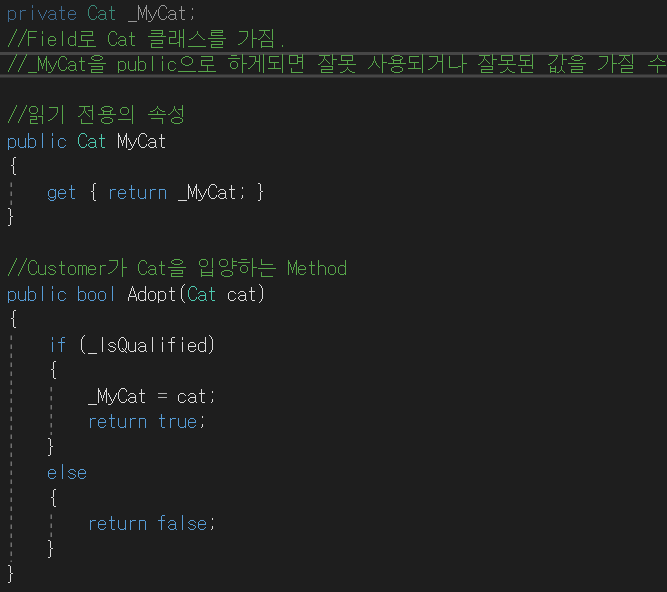 private Cat _MyCat;
//Field로 Cat 클래스를 가짐.
//_MyCat을 public으로 하게되면 잘못 사용되거나 잘못된 값을 가질 수
//읽기 전용의 속성
public Cat MyCat
{
get { return _MyCat; }
}
//Customer가 Cat을 입양하는 Method
public bool Adopt(Cat cat)
{
if (_IsQualified)
{
_MyCat = cat;
return true;
}
else
{
return false;
}
}